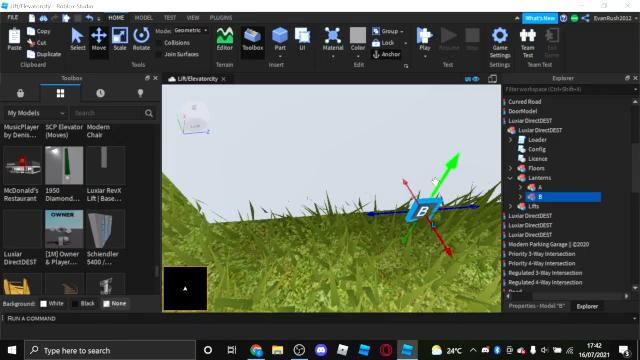 Lift/Elevatorcity - Roblox Studio
FILE HOME MODEL TEST VIEW PLUGINS What's New EvanRush2012
Paste Copy Cut Duplicate Select Move Scale Rotate Mode: Geometric Collisions Join Surfaces Editor Toolbox Part UI Material Color Group Lock Anchor Play Stop Game Settings Team Test Exit Game
Clipboard Tools Terrain Insert Edit Test Settings Team Test
Toolbox Lift/Elevatorcity UI Explorer
Filter workspace (Ctrl+Shift+X)
My Models Search
MusicPlayer by Denis... SCP Elevator (Moves) Modern Chair
McDonald's Restaurant 1950 Diamond... Luxiar RevX Lift | Base...
OWNER
Luxiar DirectDEST [1M] Owner & Player... Schiendler 5400 /...
Background: White Black None
B
Curved Road
DoorModel
Luxiar DirectDEST
Loader
Config
Licence
Floors
Lanterns
A
B
Lifts
Luxiar DirectDEST
Luxiar DirectDEST
Luxiar DirectDEST
Modern Parking Garage || ©2020
Priority 3-Way Intersection
Priority 4-Way Intersection
Regulated 3-Way Intersection
Regulated 4-Way Intersection
Road
Properties - Model "B" Explorer
RUN A COMMAND
Type here to search
24°C
17:42
16/07/2021